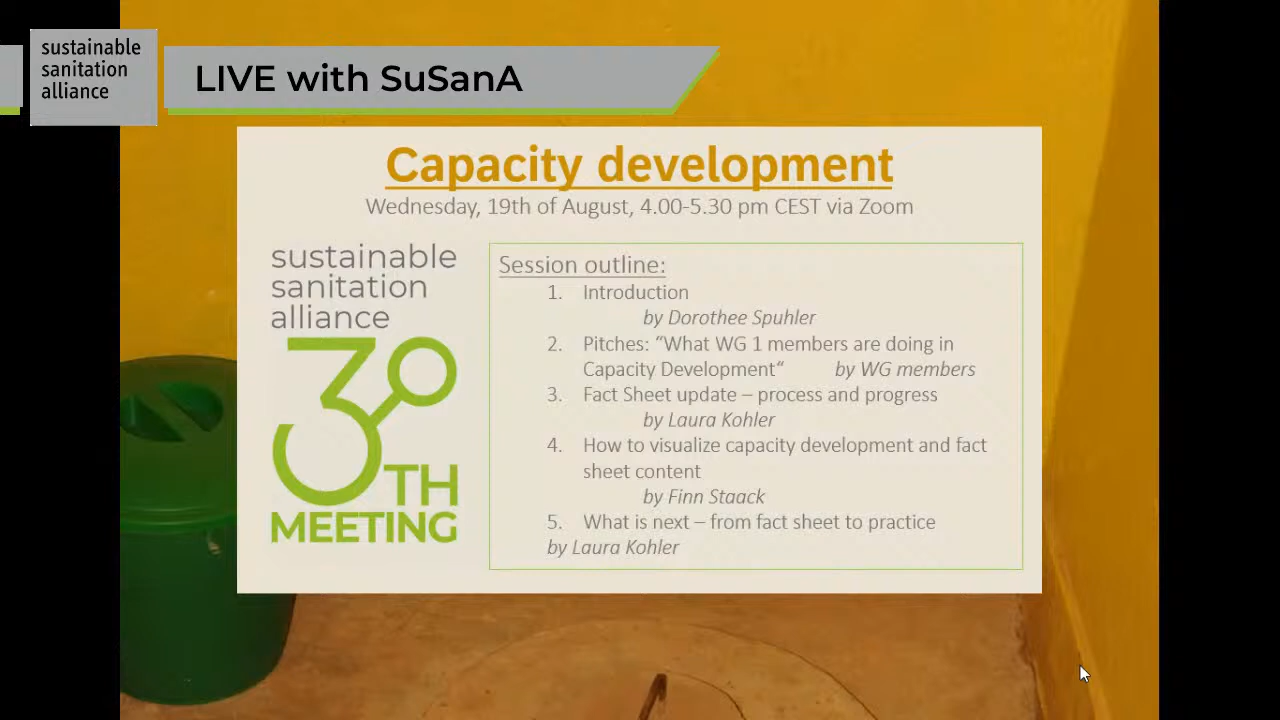 sustainable
sanitation
alliance
LIVE with SuSanA
Capacity development
Wednesday, 19th of August, 4.00-5.30 pm CEST via Zoom
sustainable
sanitation
alliance
30
TH
MEETING
Session outline:
1. Introduction
by Dorothee Spuhler
2. Pitches: "What WG 1 members are doing in
Capacity Development“ by WG members
3. Fact Sheet update – process and progress
by Laura Kohler
4. How to visualize capacity development and fact
sheet content
by Finn Staack
5. What is next – from fact sheet to practice
by Laura Kohler